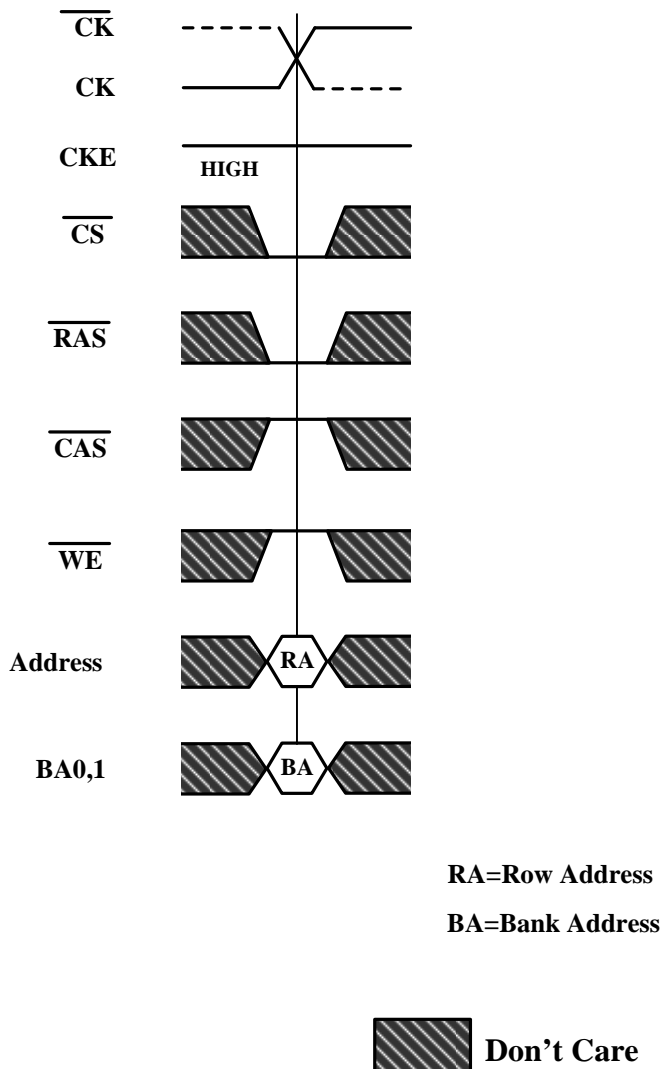 CK
CK
CKE
HIGH
CS
RAS
CAS
WE
Address
RA
BA0,1
BA
RA=Row Address
BA=Bank Address
Don't Care